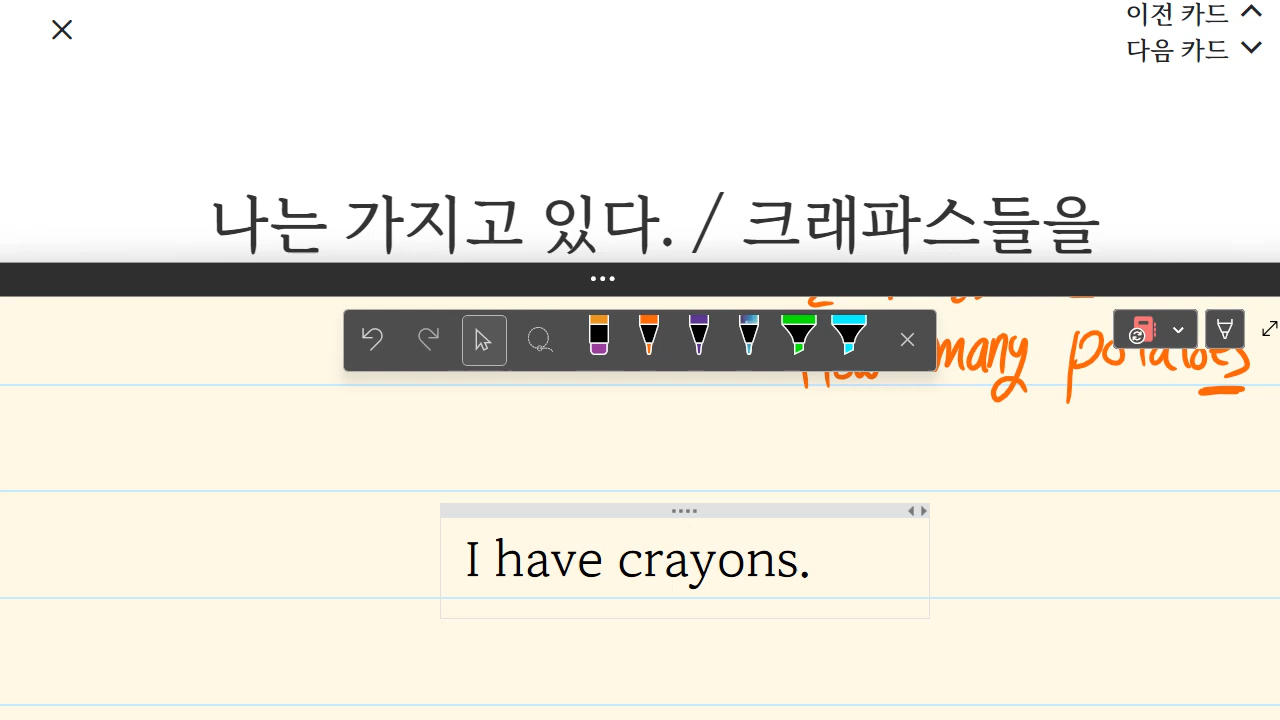 이전 카드
다음 카드
나는 가지고 있다. / 크래파스들을
many potatoes
I have crayons.